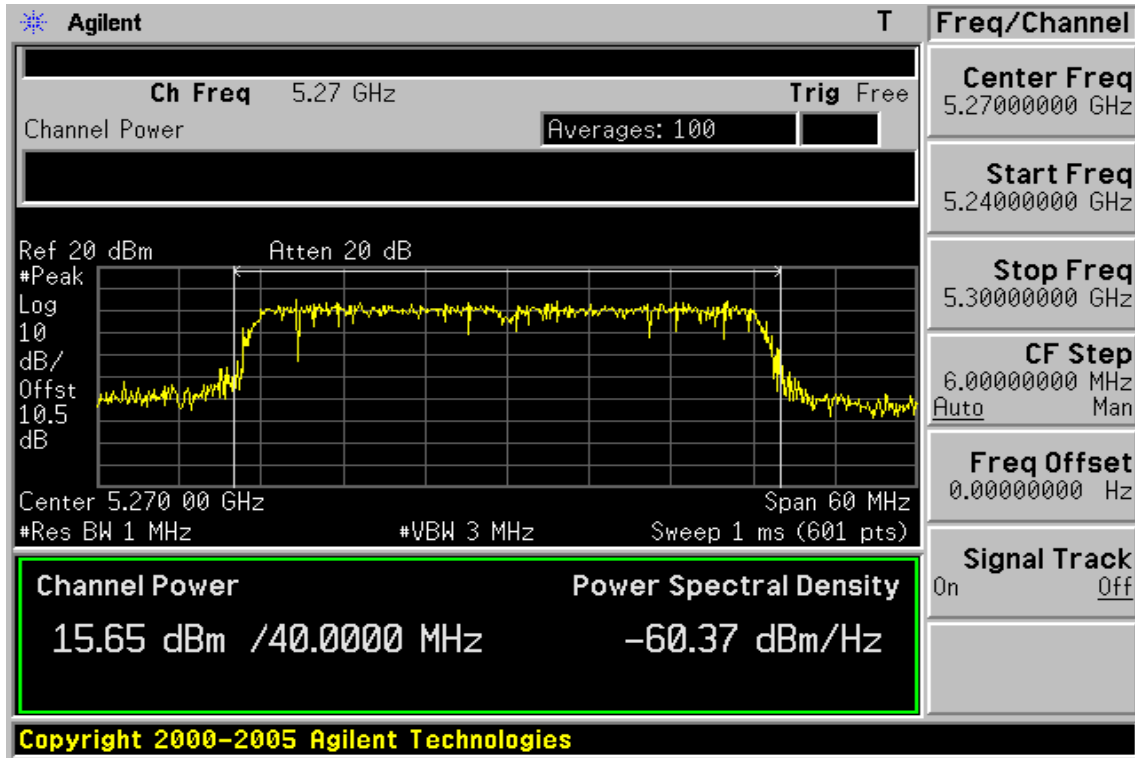 Agilent T Freq/Channel
Ch Freq 5.27 GHz Trig Free
Channel Power Averages: 100
Ref 20 dBm Atten 20 dB
#Peak
Log
10
dB/
Offst
10.5
dB
Center 5.270 00 GHz Span 60 MHz
#Res BW 1 MHz #VBW 3 MHz Sweep 1 ms (601 pts)
Channel Power Power Spectral Density
15.65 dBm /40.0000 MHz -60.37 dBm/Hz
Copyright 2000-2005 Agilent Technologies
Center Freq
5.27000000 GHz
Start Freq
5.24000000 GHz
Stop Freq
5.30000000 GHz
CF Step
6.00000000 MHz
Auto Man
Freq Offset
0.00000000 Hz
Signal Track
On Off